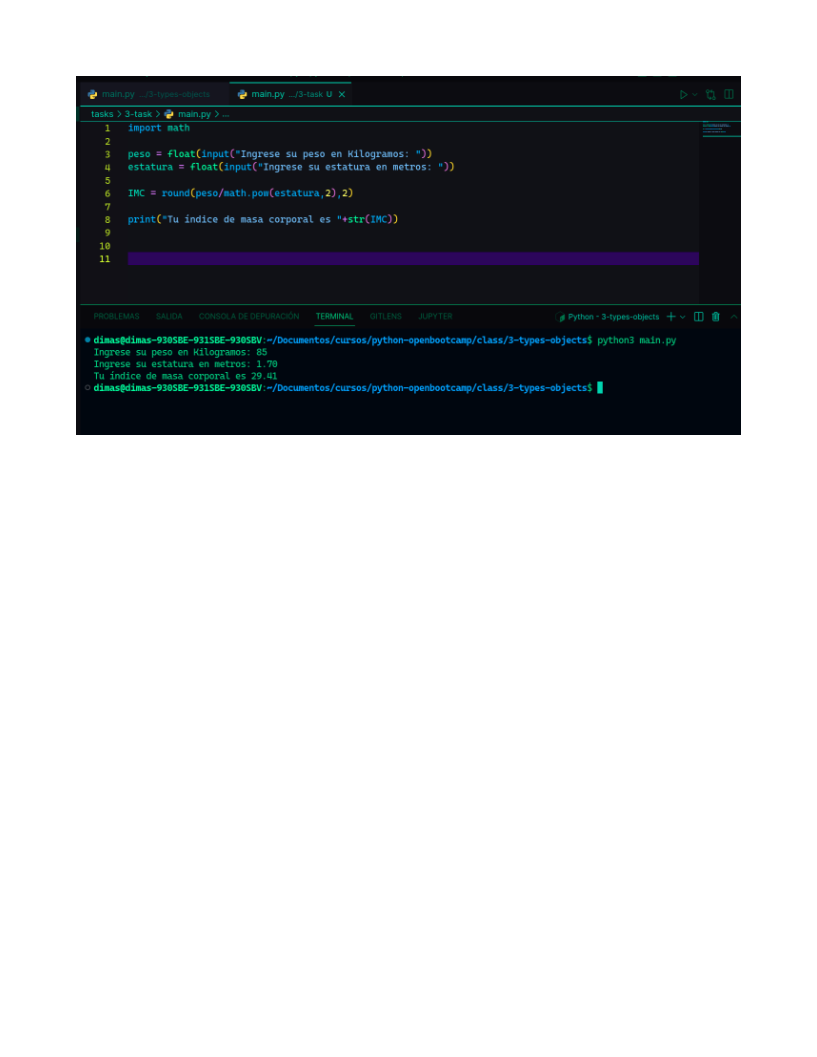 main.py .../3-types-objects main.py .../3-task U
tasks > 3-task > main.py > ...
1 import math
2
3 peso = float(input("Ingrese su peso en Kilogramos: "))
4 estatura = float(input("Ingrese su estatura en metros: "))
5
6 IMC = round(peso/math.pow(estatura,2),2)
7
8 print("Tu índice de masa corporal es "+str(IMC))
9
10
11
PROBLEMAS SALIDA CONSOLA DE DEPURACIÓN TERMINAL GITLENS JUPYTER Python - 3-types-objects
dimas@dimas-930SBE-931SBE-930SBV:~/Documentos/cursos/python-openbootcamp/class/3-types-objects$ python3 main.py
Ingrese su peso en Kilogramos: 85
Ingrese su estatura en metros: 1.70
Tu índice de masa corporal es 29.41
dimas@dimas-930SBE-931SBE-930SBV:~/Documentos/cursos/python-openbootcamp/class/3-types-objects$